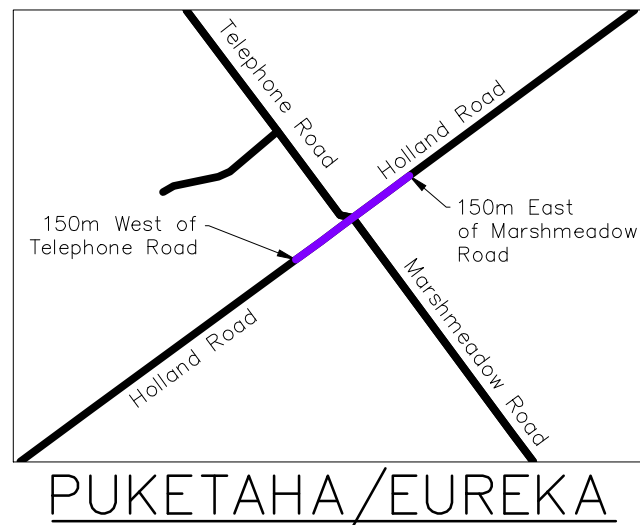 Telephone Road
Holland Road
150m West of
Telephone Road
150m East
of Marshmeadow
Road
Holland Road
Marshmeadow Road
PUKETAHA/EUREKA